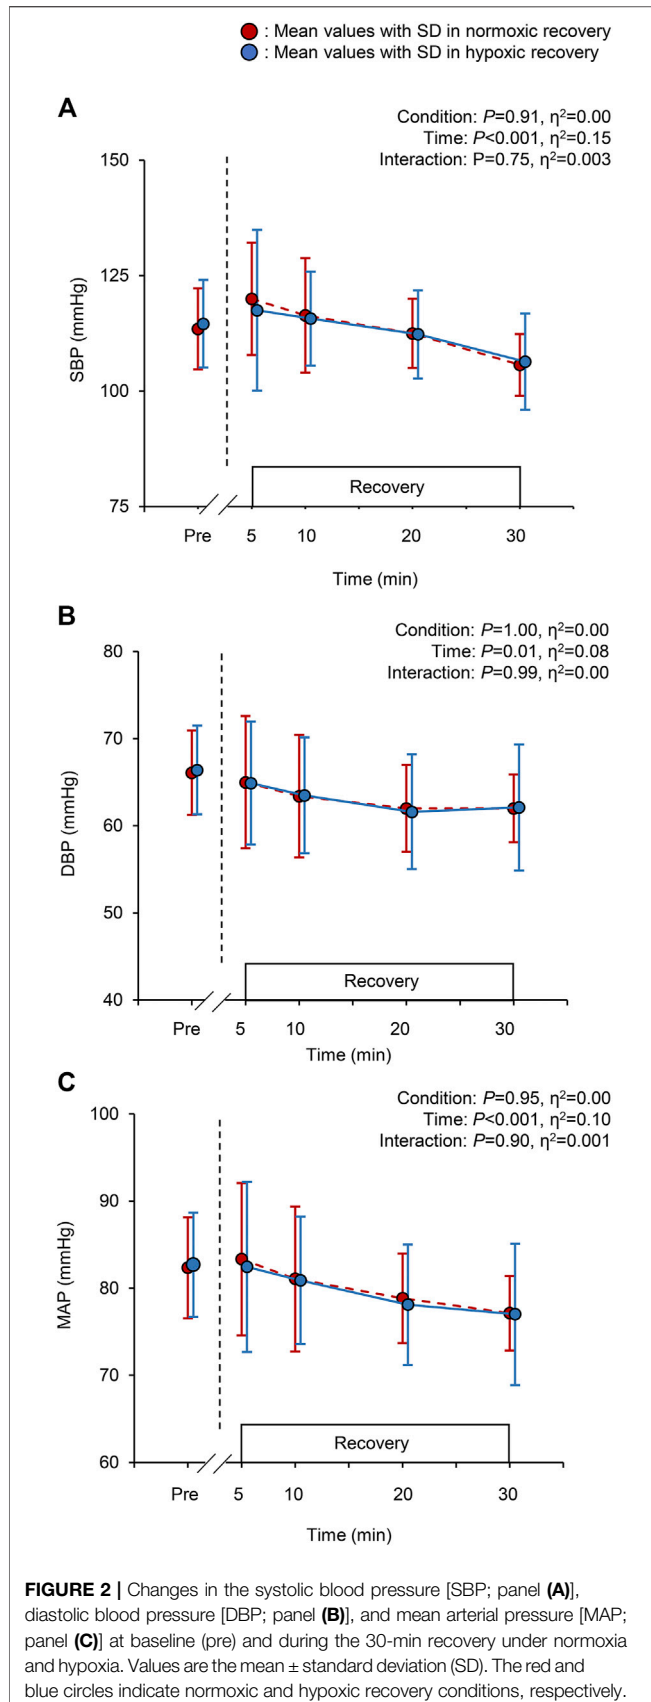 : Mean values with SD in normoxic recovery
: Mean values with SD in hypoxic recovery
A
Condition: P=0.91, η²=0.00
Time: P<0.001, η²=0.15
Interaction: P=0.75, η²=0.003
150
125
100
75
SBP (mmHg)
Recovery
Pre 5 10 20 30
Time (min)
B
Condition: P=1.00, η²=0.00
Time: P=0.01, η²=0.08
Interaction: P=0.99, η²=0.00
80
70
60
50
40
DBP (mmHg)
Recovery
Pre 5 10 20 30
Time (min)
C
Condition: P=0.95, η²=0.00
Time: P<0.001, η²=0.10
Interaction: P=0.90, η²=0.001
100
90
80
70
60
MAP (mmHg)
Recovery
Pre 5 10 20 30
Time (min)
FIGURE 2 | Changes in the systolic blood pressure [SBP; panel (A)],
diastolic blood pressure [DBP; panel (B)], and mean arterial pressure [MAP;
panel (C)] at baseline (pre) and during the 30-min recovery under normoxia
and hypoxia. Values are the mean ± standard deviation (SD). The red and
blue circles indicate normoxic and hypoxic recovery conditions, respectively.